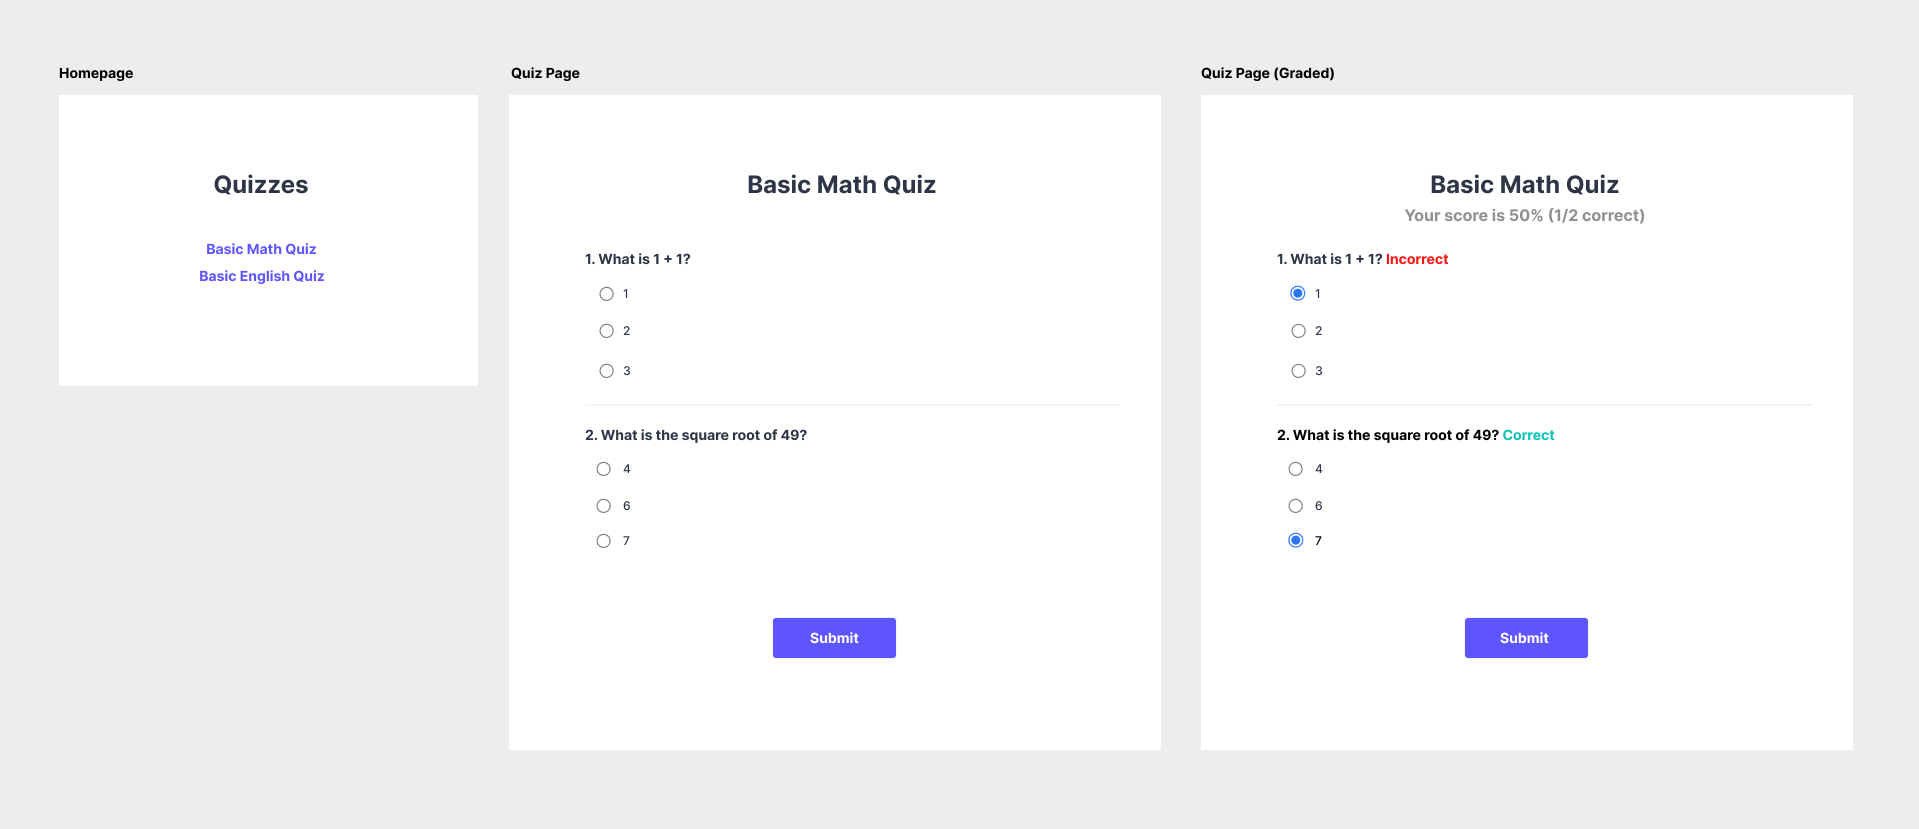 Homepage
Quizzes
Basic Math Quiz
Basic English Quiz
Quiz Page
Basic Math Quiz
1. What is 1 + 1?
1
2
3
2. What is the square root of 49?
4
6
7
Submit
Quiz Page (Graded)
Basic Math Quiz
Your score is 50% (1/2 correct)
1. What is 1 + 1? Incorrect
1
2
3
2. What is the square root of 49? Correct
4
6
7
Submit